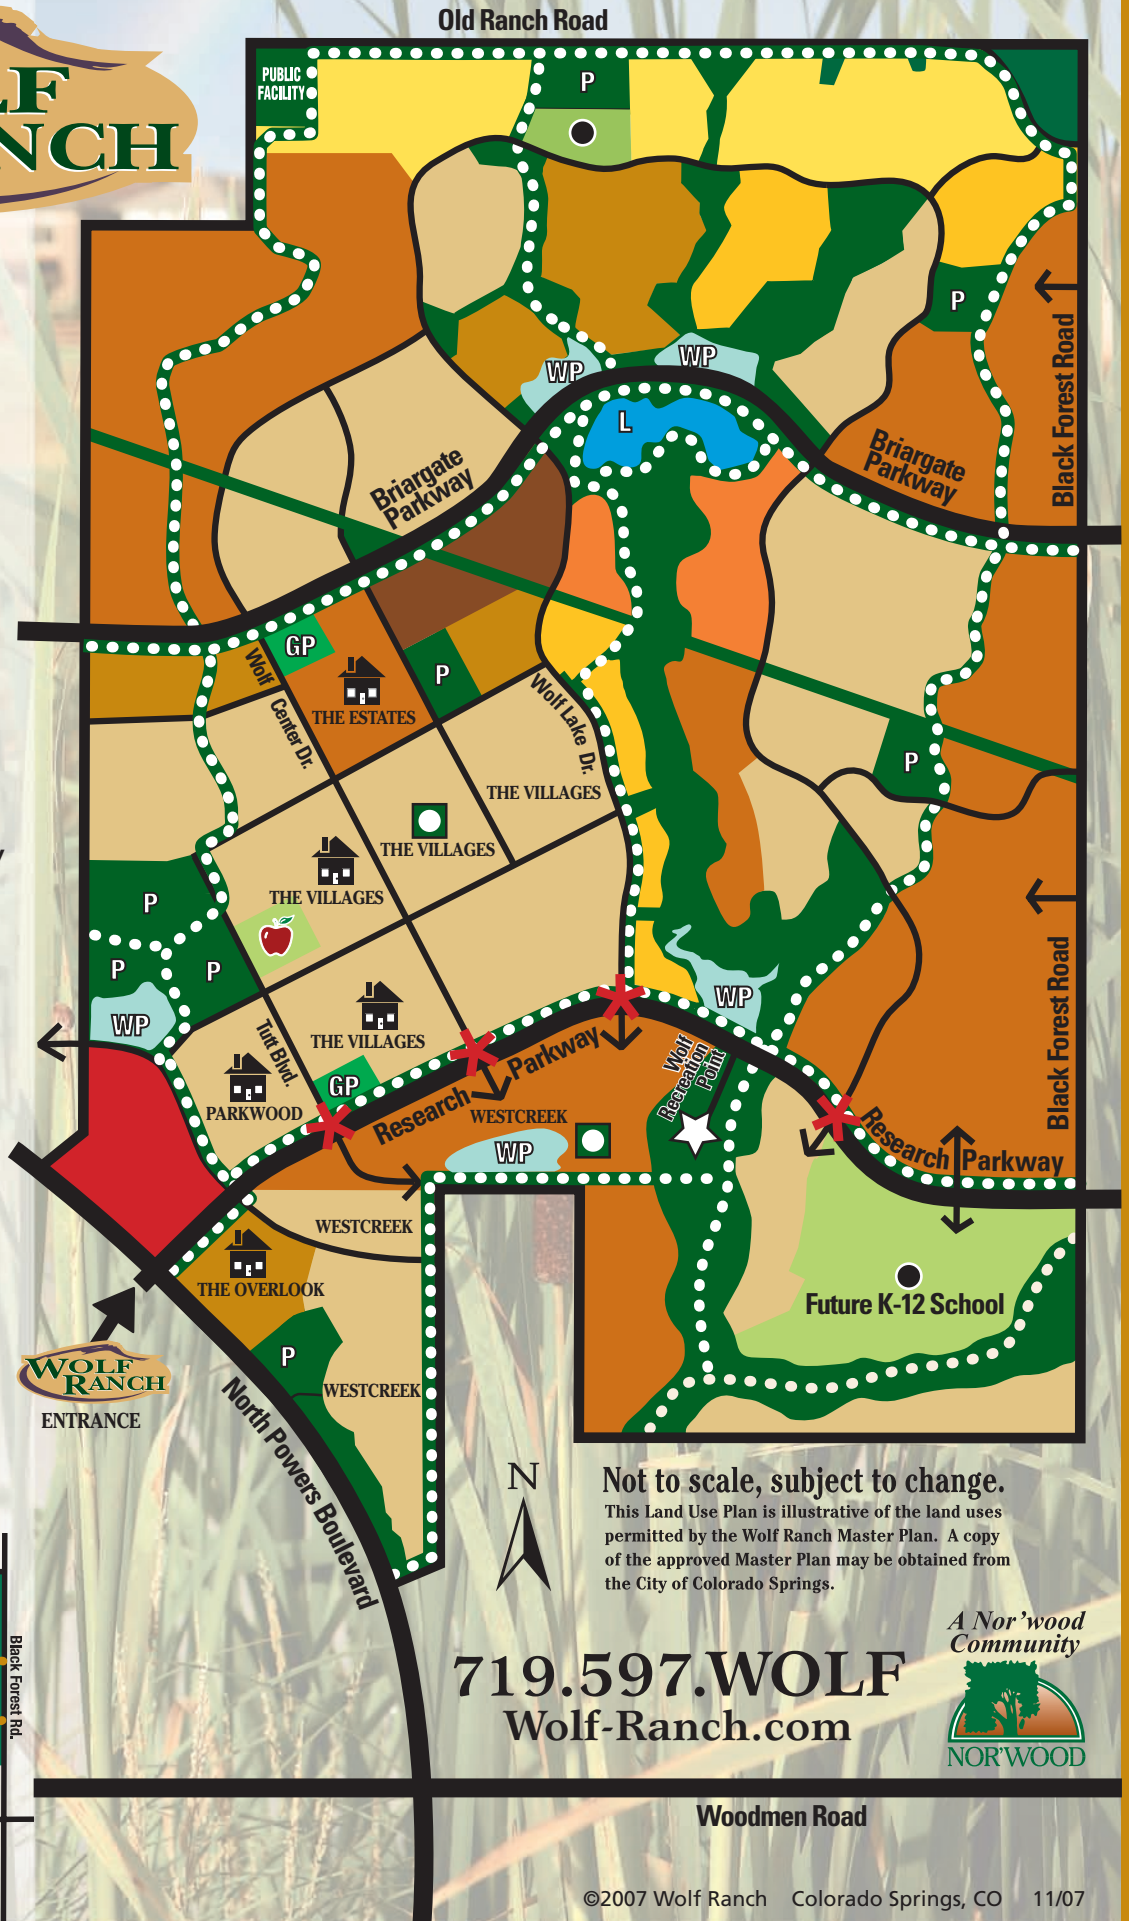 Old Ranch Road
LF
NCH
PUBLIC
FACILITY
P
P
WP
WP
L
Briargate
Parkway
Briargate
Parkway
Black Forest Road
GP
Wolf Center Dr.
THE ESTATES
P
Wolf Lake Dr.
P
THE VILLAGES
THE VILLAGES
THE VILLAGES
P
P
P
WP
WP
THE VILLAGES
Tutt Blvd.
PARKWOOD
GP
Research Parkway
WESTCREEK
WP
Wolf
Recreation
Point
Black Forest Road
Research Parkway
WESTCREEK
THE OVERLOOK
P
WESTCREEK
Future K-12 School
WOLF
RANCH
ENTRANCE
North Powers Boulevard
N
Not to scale, subject to change.
This Land Use Plan is illustrative of the land uses
permitted by the Wolf Ranch Master Plan. A copy
of the approved Master Plan may be obtained from
the City of Colorado Springs.
A Nor'wood
Community
NOR'WOOD
719.597.WOLF
Wolf-Ranch.com
Black Forest Rd.
Woodmen Road
©2007 Wolf Ranch Colorado Springs, CO 11/07